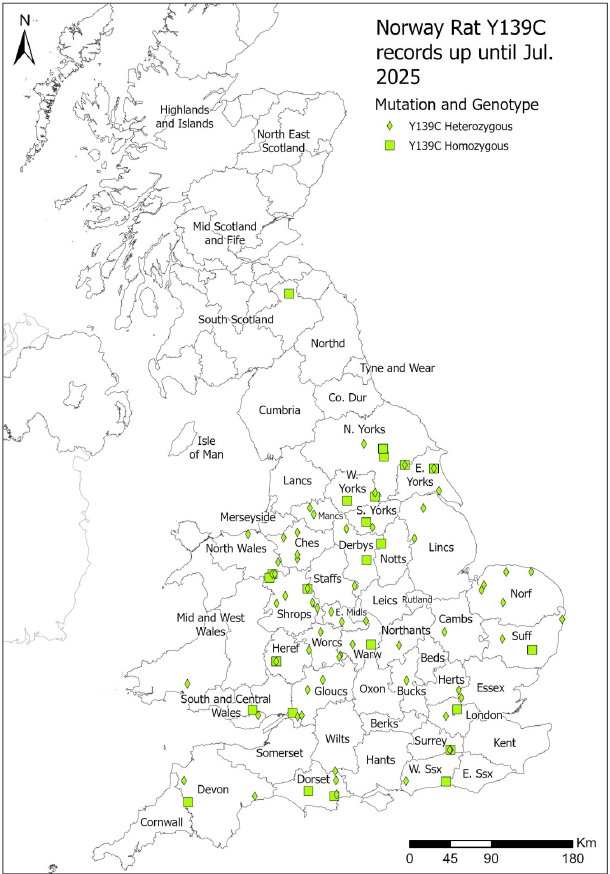 N
Norway Rat Y139C
records up until Jul.
2025
Mutation and Genotype
Y139C Heterozygous
Y139C Homozygous
Highlands
and Islands
North East
Scotland
Mid Scotland
and Fife
South Scotland
Northd
Tyne and Wear
Co. Dur
Cumbria
Isle
of Man
N. Yorks
E.
Yorks
Lancs
W.
Yorks
S. Yorks
Merseyside
Mancs
North Wales
Ches
Derbys
Notts
Lincs
Staffs
Leics
Rutland
Norf
Shrops
E. Midls
Mid and West
Wales
Cambs
Northants
Suff
Heref
Worcs
Warw
Beds
South and Central
Wales
Gloucs
Oxon
Bucks
Herts
Essex
London
Wilts
Berks
Surrey
Kent
Somerset
Hants
W. Ssx
E. Ssx
Devon
Dorset
Cornwall
Km
0 45 90 180